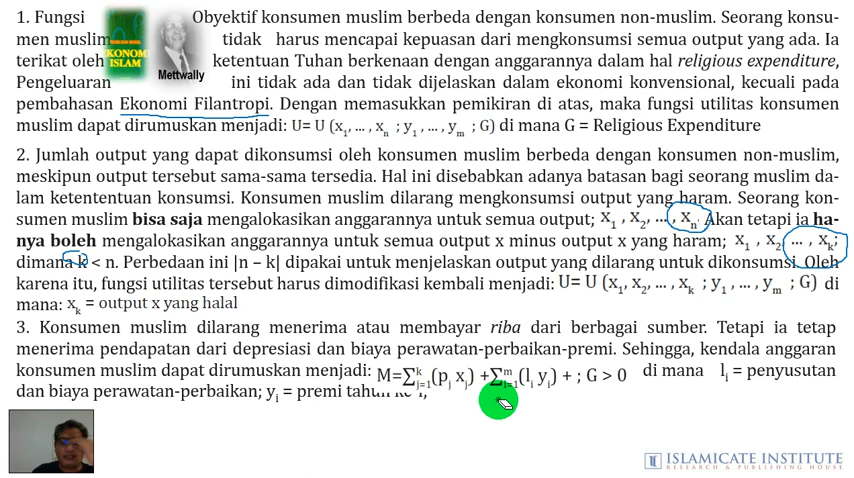 1. Fungsi Obyektif konsumen muslim berbeda dengan konsumen non-muslim. Seorang konsu-
men muslim tidak harus mencapai kepuasan dari mengkonsumsi semua output yang ada. Ia
terikat oleh ketentuan Tuhan berkenaan dengan anggarannya dalam hal religious expenditure,
EKONOMI
ISLAM
Mettwally
Pengeluaran ini tidak ada dan tidak dijelaskan dalam ekonomi konvensional, kecuali pada
pembahasan Ekonomi Filantropi. Dengan memasukkan pemikiran di atas, maka fungsi utilitas konsumen
muslim dapat dirumuskan menjadi: U= U (x₁, ... , xₙ ; y₁ , ... , yₘ ; G) di mana G = Religious Expenditure
2. Jumlah output yang dapat dikonsumsi oleh konsumen muslim berbeda dengan konsumen non-muslim,
meskipun output tersebut sama-sama tersedia. Hal ini disebabkan adanya batasan bagi seorang muslim da-
lam ketententuan konsumsi. Konsumen muslim dilarang mengkonsumsi output yang haram. Seorang kon-
sumen muslim bisa saja mengalokasikan anggarannya untuk semua output; x₁ , x₂, ... , xₙ. Akan tetapi ia ha-
nya boleh mengalokasikan anggarannya untuk semua output x minus output x yang haram; x₁ , x₂ ... , xₖ;
dimana k < n. Perbedaan ini |n – k| dipakai untuk menjelaskan output yang dilarang untuk dikonsumsi. Oleh
karena itu, fungsi utilitas tersebut harus dimodifikasi kembali menjadi: U= U (x₁, x₂, ... , xₖ ; y₁ , ... , yₘ ; G) di
mana: xₖ = output x yang halal
3. Konsumen muslim dilarang menerima atau membayar riba dari berbagai sumber. Tetapi ia tetap
menerima pendapatan dari depresiasi dan biaya perawatan-perbaikan-premi. Sehingga, kendala anggaran
konsumen muslim dapat dirumuskan menjadi: M=∑ᵏⱼ₌₁(pⱼ xⱼ) +∑ᵐᵢ₌₁(lᵢ yᵢ) + ; G > 0 di mana lᵢ = penyusutan
dan biaya perawatan-perbaikan; yᵢ = premi tahun ke i,
ISLAMICATE INSTITUTE
RESEARCH & PUBLISHING HOUSE